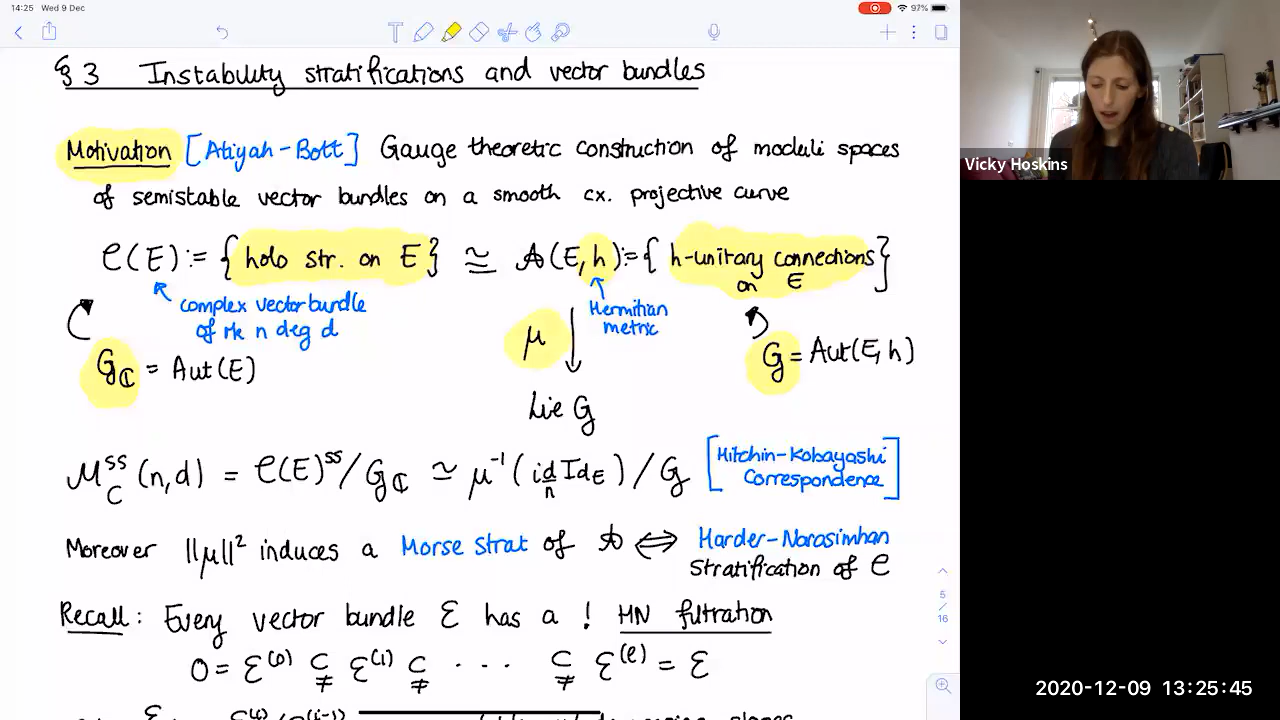 14:25 Wed 9 Dec
97%
§3 Instability stratifications and vector bundles
Motivation [Atiyah-Bott] Gauge theoretic construction of moduli spaces
of semistable vector bundles on a smooth cx. projective curve
𝒞(E) := { holo str. on E } ≃ 𝒜(E,h) := { h-unitary connections
on E }
complex vector bundle
of rk n deg d
Hermitian
metric
G_ℂ = Aut(E)
μ
G = Aut(E,h)
Lie G
M_C^{ss}(n,d) = 𝒞(E)^{ss}/G_ℂ ≃ μ^{-1}(i d/n Id_E)/G [Hitchin-Kobayashi
Correspondence]
Moreover ||μ||² induces a Morse strat of 𝒜 ⟺ Harder-Narasimhan
Stratification of 𝒞
Recall: Every vector bundle ℰ has a ! HN filtration
0 = ℰ^{(0)} ⊊ ℰ^{(1)} ⊊ ··· ⊊ ℰ^{(l)} = ℰ
5
/
16
Vicky Hoskins
2020-12-09 13:25:45